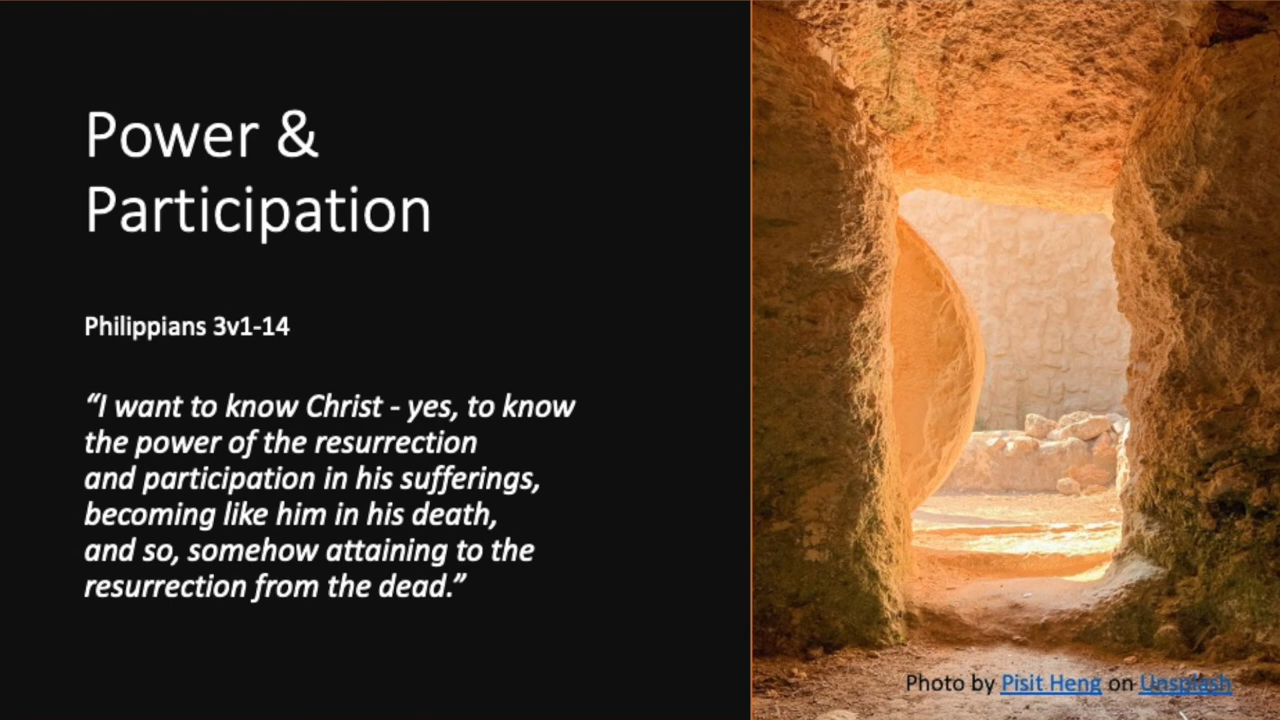 Power &
Participation
Philippians 3v1-14
“I want to know Christ - yes, to know
the power of the resurrection
and participation in his sufferings,
becoming like him in his death,
and so, somehow attaining to the
resurrection from the dead.”
Photo by Pisit Heng on Unsplash